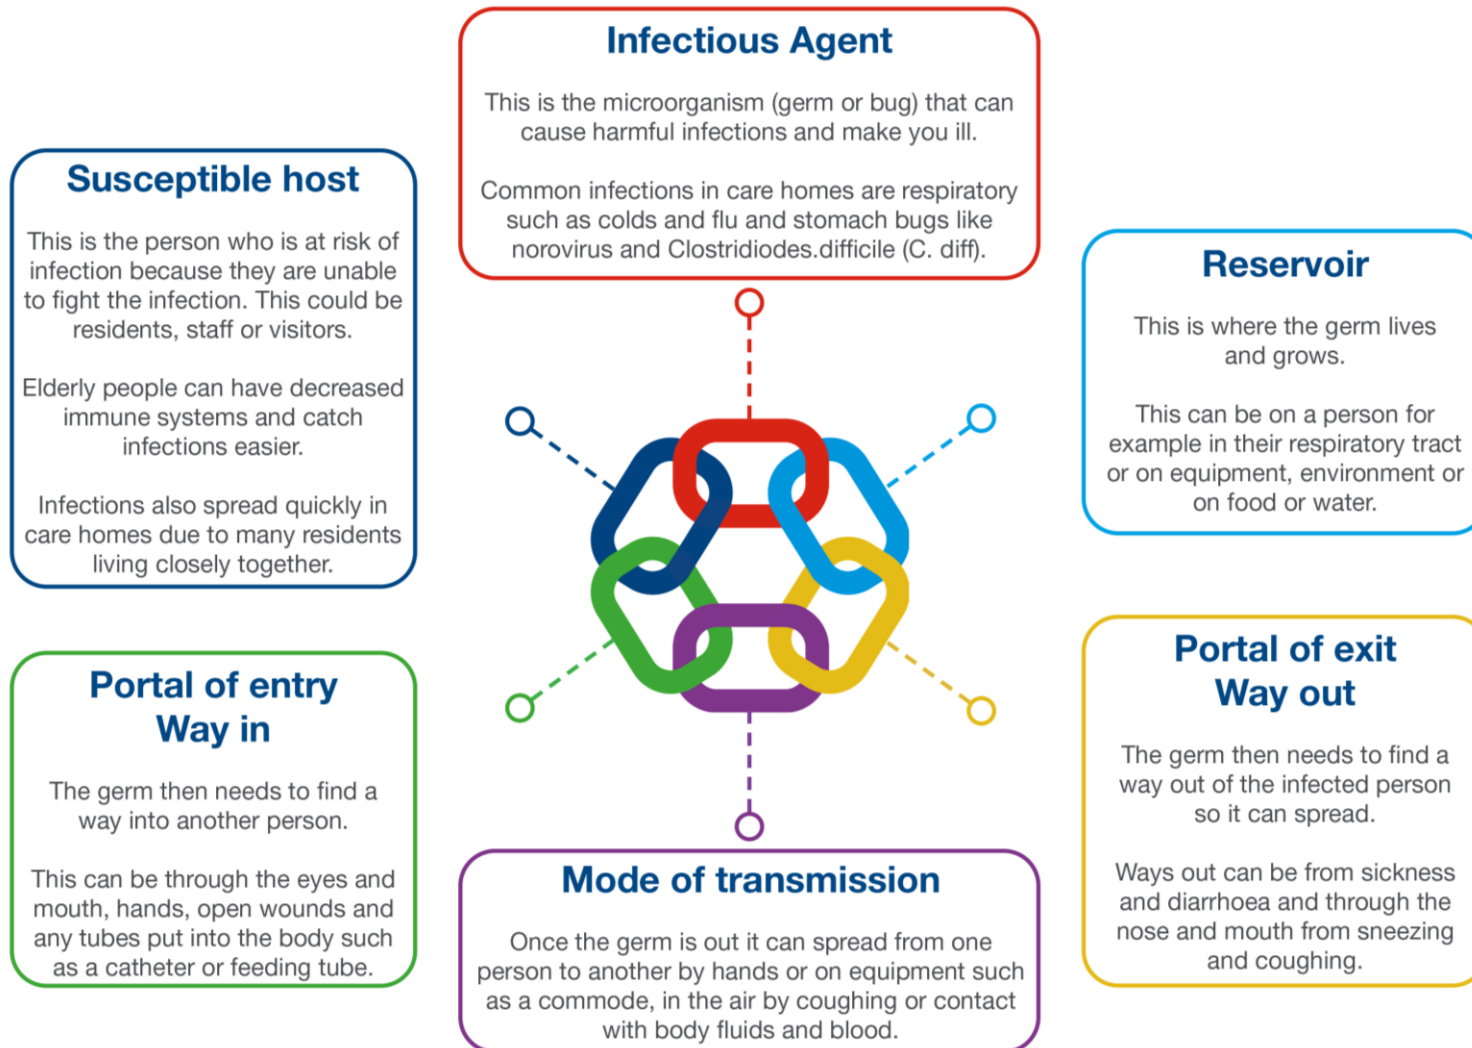 Infectious Agent
This is the microorganism (germ or bug) that can
cause harmful infections and make you ill.
Common infections in care homes are respiratory
such as colds and flu and stomach bugs like
norovirus and Clostridiodes.difficile (C. diff).
Reservoir
This is where the germ lives
and grows.
This can be on a person for
example in their respiratory tract
or on equipment, environment or
on food or water.
Portal of exit
Way out
The germ then needs to find a
way out of the infected person
so it can spread.
Ways out can be from sickness
and diarrhoea and through the
nose and mouth from sneezing
and coughing.
Mode of transmission
Once the germ is out it can spread from one
person to another by hands or on equipment such
as a commode, in the air by coughing or contact
with body fluids and blood.
Portal of entry
Way in
The germ then needs to find a
way into another person.
This can be through the eyes and
mouth, hands, open wounds and
any tubes put into the body such
as a catheter or feeding tube.
Susceptible host
This is the person who is at risk of
infection because they are unable
to fight the infection. This could be
residents, staff or visitors.
Elderly people can have decreased
immune systems and catch
infections easier.
Infections also spread quickly in
care homes due to many residents
living closely together.